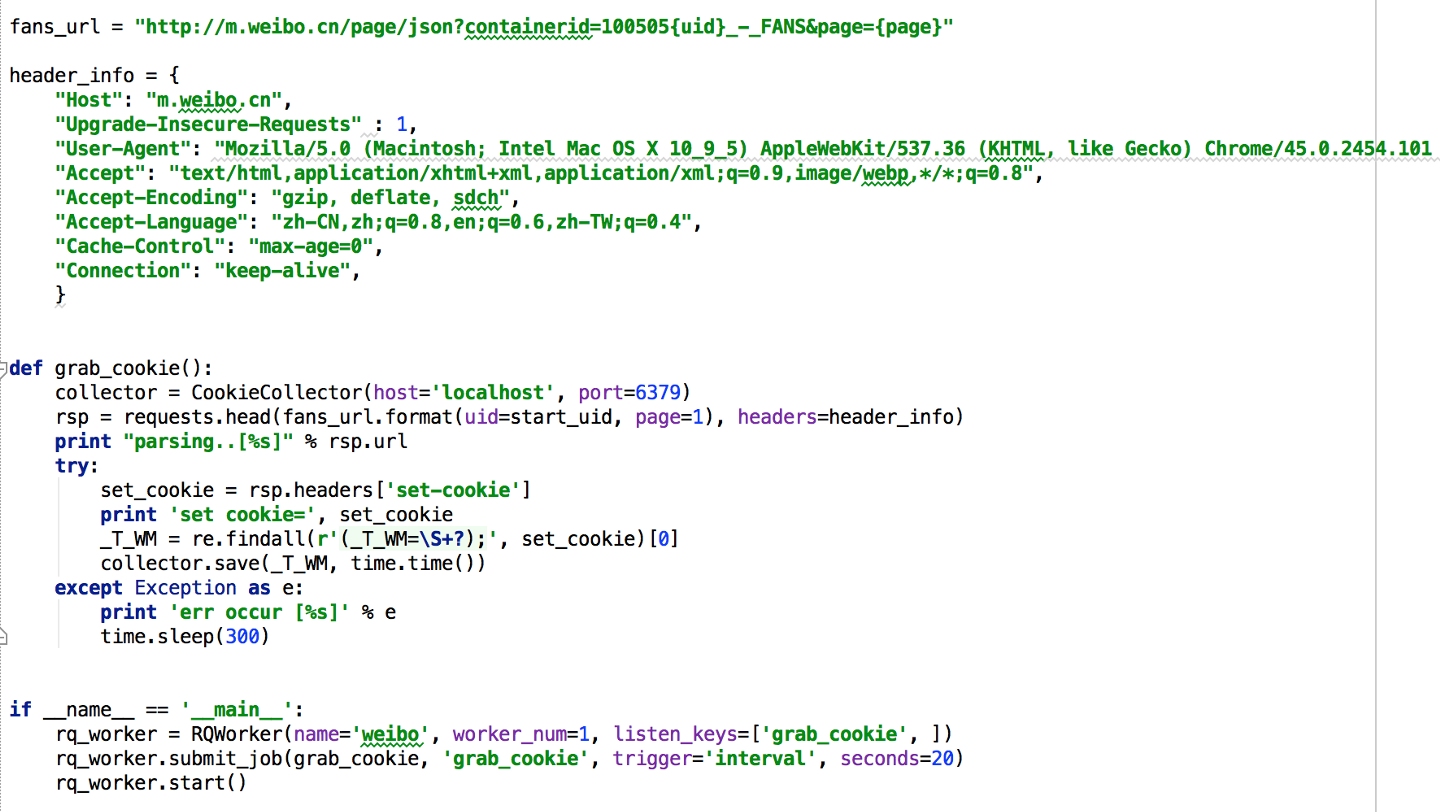 fans_url = "http://m.weibo.cn/page/json?containerid=100505{uid}_-_FANS&page={page}"
header_info = {
"Host": "m.weibo.cn",
"Upgrade-Insecure-Requests" : 1,
"User-Agent": "Mozilla/5.0 (Macintosh; Intel Mac OS X 10_9_5) AppleWebKit/537.36 (KHTML, like Gecko) Chrome/45.0.2454.101
"Accept": "text/html,application/xhtml+xml,application/xml;q=0.9,image/webp,*/*;q=0.8",
"Accept-Encoding": "gzip, deflate, sdch",
"Accept-Language": "zh-CN,zh;q=0.8,en;q=0.6,zh-TW;q=0.4",
"Cache-Control": "max-age=0",
"Connection": "keep-alive",
}
def grab_cookie():
collector = CookieCollector(host='localhost', port=6379)
rsp = requests.head(fans_url.format(uid=start_uid, page=1), headers=header_info)
print "parsing..[%s]" % rsp.url
try:
set_cookie = rsp.headers['set-cookie']
print 'set cookie=', set_cookie
_T_WM = re.findall(r'(_T_WM=\S+?);', set_cookie)[0]
collector.save(_T_WM, time.time())
except Exception as e:
print 'err occur [%s]' % e
time.sleep(300)
if __name__ == '__main__':
rq_worker = RQWorker(name='weibo', worker_num=1, listen_keys=['grab_cookie', ])
rq_worker.submit_job(grab_cookie, 'grab_cookie', trigger='interval', seconds=20)
rq_worker.start()